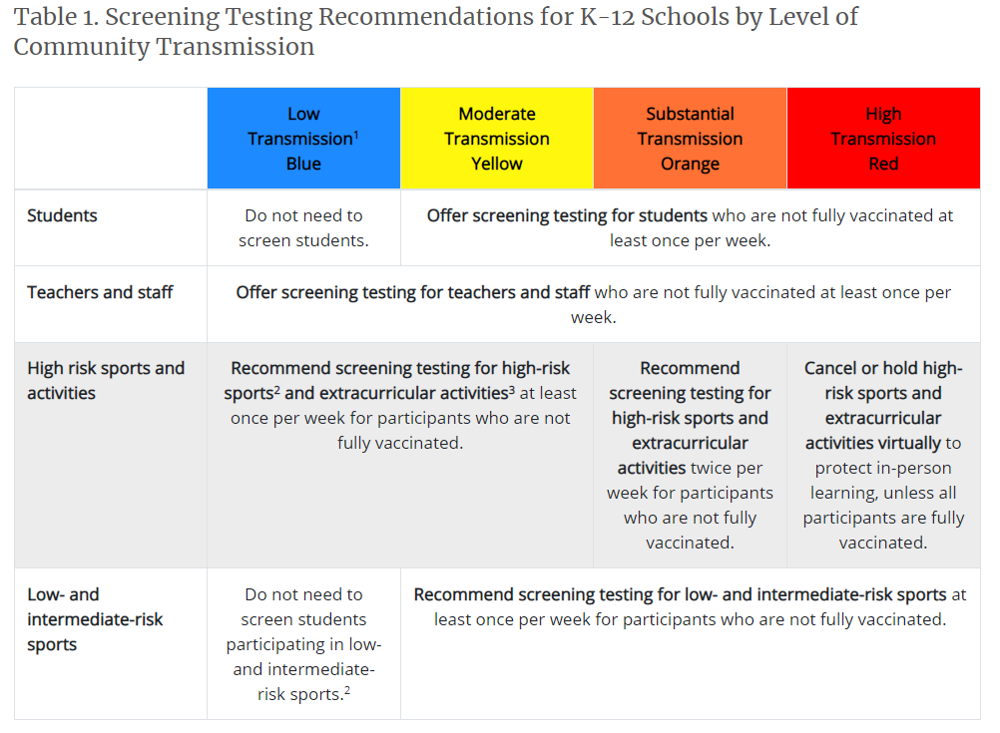 Table 1. Screening Testing Recommendations for K-12 Schools by Level of
Community Transmission
Low
Transmission¹
Blue
Moderate
Transmission
Yellow
Substantial
Transmission
Orange
High
Transmission
Red
Students
Do not need to
screen students.
Offer screening testing for students who are not fully vaccinated at
least once per week.
Teachers and staff
Offer screening testing for teachers and staff who are not fully vaccinated at least once per
week.
High risk sports and
activities
Recommend screening testing for high-risk
sports² and extracurricular activities³ at least
once per week for participants who are not
fully vaccinated.
Recommend
screening testing for
high-risk sports and
extracurricular
activities twice per
week for participants
who are not fully
vaccinated.
Cancel or hold high-
risk sports and
extracurricular
activities virtually to
protect in-person
learning, unless all
participants are fully
vaccinated.
Low- and
intermediate-risk
sports
Do not need to
screen students
participating in low-
and intermediate-
risk sports.²
Recommend screening testing for low- and intermediate-risk sports at
least once per week for participants who are not fully vaccinated.